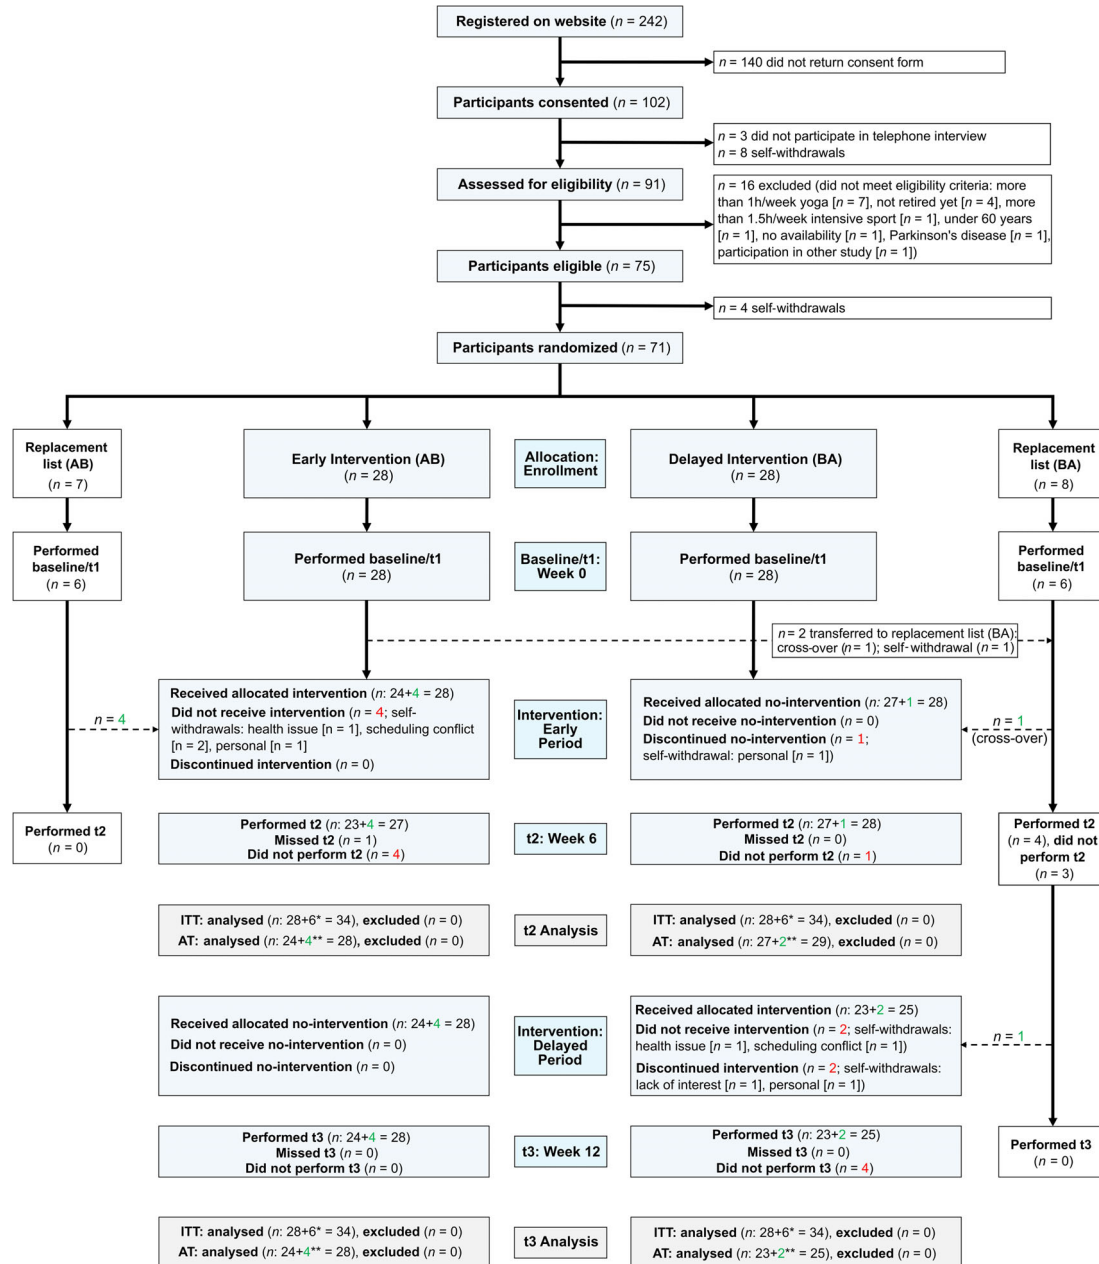 Registered on website (n = 242)
n = 140 did not return consent form
Participants consented (n = 102)
n = 3 did not participate in telephone interview
n = 8 self-withdrawals
Assessed for eligibility (n = 91)
n = 16 excluded (did not meet eligibility criteria: more
than 1h/week yoga [n = 7], not retired yet [n = 4], more
than 1.5h/week intensive sport [n = 1], under 60 years
[n = 1], no availability [n = 1], Parkinson's disease [n = 1],
participation in other study [n = 1])
Participants eligible (n = 75)
n = 4 self-withdrawals
Participants randomized (n = 71)
Replacement
list (AB)
(n = 7)
Early Intervention (AB)
(n = 28)
Allocation:
Enrollment
Delayed Intervention (BA)
(n = 28)
Replacement
list (BA)
(n = 8)
Performed
baseline/t1
(n = 6)
Performed baseline/t1
(n = 28)
Baseline/t1:
Week 0
Performed baseline/t1
(n = 28)
Performed
baseline/t1
(n = 6)
n = 2 transferred to replacement list (BA):
cross-over (n = 1); self-withdrawal (n = 1)
n = 4
Received allocated intervention (n: 24+4 = 28)
Did not receive intervention (n = 4; self-
withdrawals: health issue [n = 1], scheduling conflict
[n = 2], personal [n = 1]
Discontinued intervention (n = 0)
Intervention:
Early
Period
Received allocated no-intervention (n: 27+1 = 28)
Did not receive no-intervention (n = 0)
Discontinued no-intervention (n = 1;
self-withdrawal: personal [n = 1])
n = 1
(cross-over)
Performed t2
(n = 0)
Performed t2 (n: 23+4 = 27)
Missed t2 (n = 1)
Did not perform t2 (n = 4)
t2: Week 6
Performed t2 (n: 27+1 = 28)
Missed t2 (n = 0)
Did not perform t2 (n = 1)
Performed t2
(n = 4), did not
perform t2
(n = 3)
ITT: analysed (n: 28+6* = 34), excluded (n = 0)
AT: analysed (n: 24+4** = 28), excluded (n = 0)
t2 Analysis
ITT: analysed (n: 28+6* = 34), excluded (n = 0)
AT: analysed (n: 27+2** = 29), excluded (n = 0)
Received allocated no-intervention (n: 24+4 = 28)
Did not receive no-intervention (n = 0)
Discontinued no-intervention (n = 0)
Intervention:
Delayed
Period
Received allocated intervention (n: 23+2 = 25)
Did not receive intervention (n = 2; self-withdrawals:
health issue [n = 1], scheduling conflict [n = 1])
Discontinued intervention (n = 2; self-withdrawals:
lack of interest [n = 1], personal [n = 1])
n = 1
Performed t3 (n: 24+4 = 28)
Missed t3 (n = 0)
Did not perform t3 (n = 0)
t3: Week 12
Performed t3 (n: 23+2 = 25)
Missed t3 (n = 0)
Did not perform t3 (n = 4)
Performed t3
(n = 0)
ITT: analysed (n: 28+6* = 34), excluded (n = 0)
AT: analysed (n: 24+4** = 28), excluded (n = 0)
t3 Analysis
ITT: analysed (n: 28+6* = 34), excluded (n = 0)
AT: analysed (n: 23+2** = 25), excluded (n = 0)